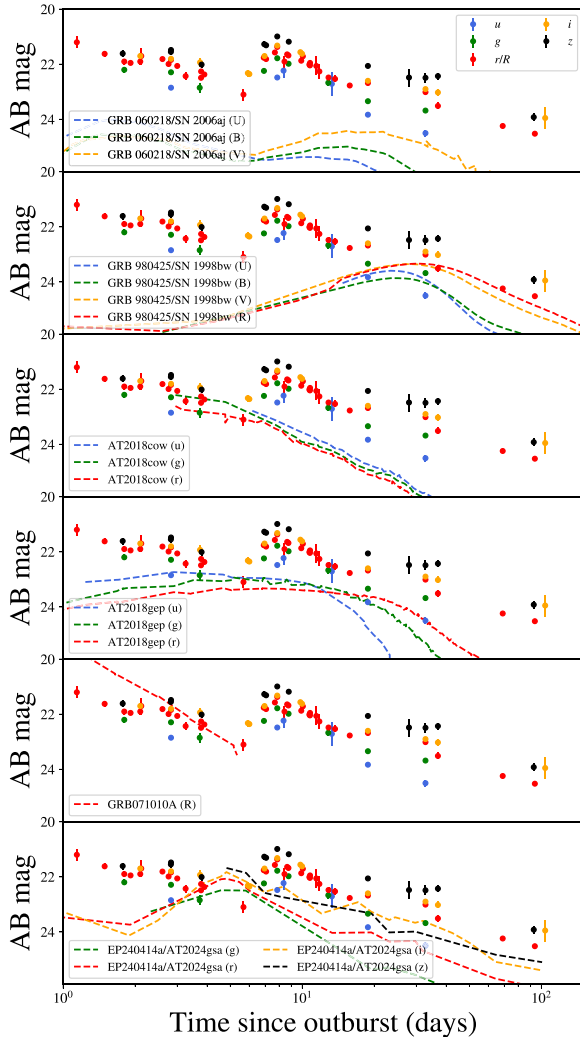 u
i
g
z
r/R
AB mag
20
22
24
GRB 060218/SN 2006aj (U)
GRB 060218/SN 2006aj (B)
GRB 060218/SN 2006aj (V)
AB mag
20
22
24
GRB 980425/SN 1998bw (U)
GRB 980425/SN 1998bw (B)
GRB 980425/SN 1998bw (V)
GRB 980425/SN 1998bw (R)
AB mag
20
22
24
AT2018cow (u)
AT2018cow (g)
AT2018cow (r)
AB mag
20
22
24
AT2018gep (u)
AT2018gep (g)
AT2018gep (r)
AB mag
20
22
24
GRB071010A (R)
AB mag
20
22
24
EP240414a/AT2024gsa (g)
EP240414a/AT2024gsa (i)
EP240414a/AT2024gsa (r)
EP240414a/AT2024gsa (z)
10⁰
10¹
10²
Time since outburst (days)